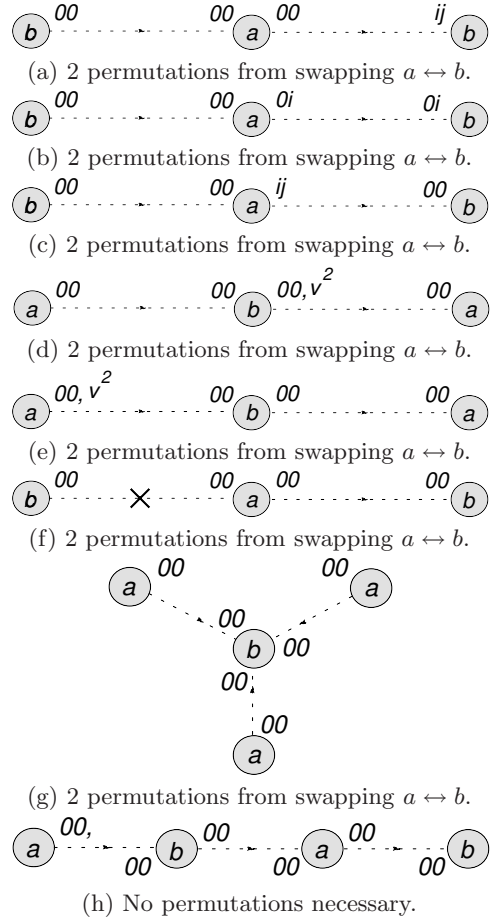 00 00 00 ij
b a b
(a) 2 permutations from swapping a ↔ b.
00 00 0i 0i
b a b
(b) 2 permutations from swapping a ↔ b.
00 00 ij 00
b a b
(c) 2 permutations from swapping a ↔ b.
00 00 00,v² 00
a b a
(d) 2 permutations from swapping a ↔ b.
00,v² 00 00 00
a b a
(e) 2 permutations from swapping a ↔ b.
00 00 00 00
b a b
(f) 2 permutations from swapping a ↔ b.
00 00
a a
00
b 00
00
00
a
(g) 2 permutations from swapping a ↔ b.
00, 00 00
a b a b
00 00 00
(h) No permutations necessary.